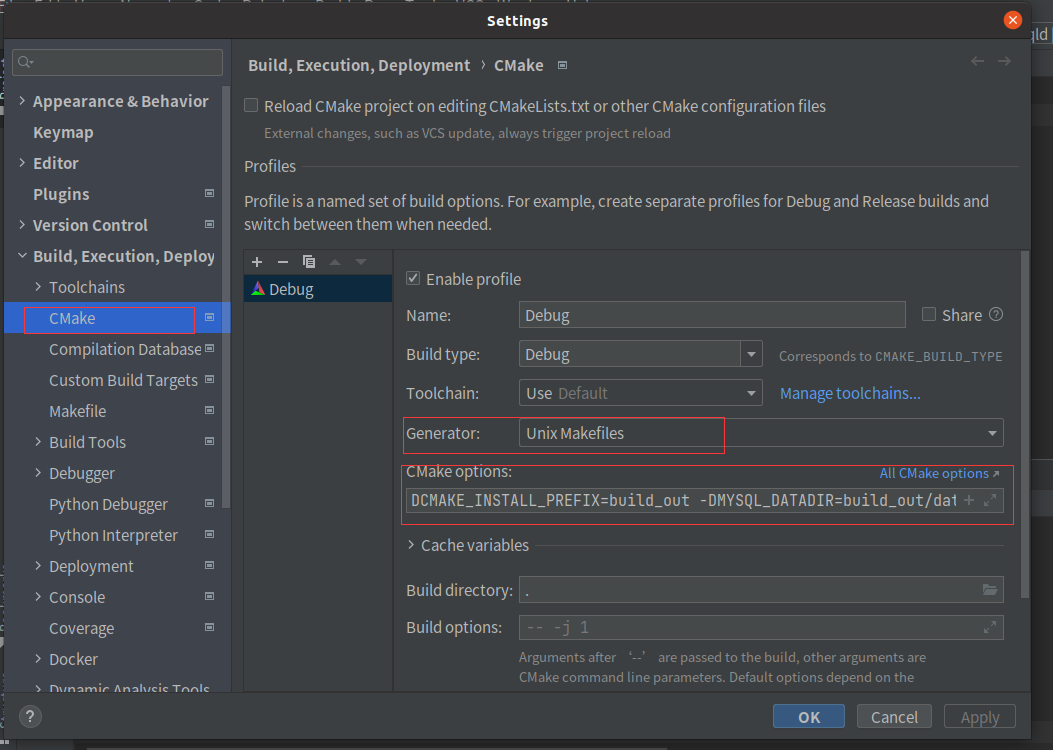 Settings
Appearance & Behavior
Keymap
Editor
Plugins
Version Control
Build, Execution, Deploy
Toolchains
CMake
Compilation Database
Custom Build Targets
Makefile
Build Tools
Debugger
Python Debugger
Python Interpreter
Deployment
Console
Coverage
Docker
Dynamic Analysis Tools
?
Build, Execution, Deployment › CMake
Reload CMake project on editing CMakeLists.txt or other CMake configuration files
External changes, such as VCS update, always trigger project reload
Profiles
Profile is a named set of build options. For example, create separate profiles for Debug and Release builds and
switch between them when needed.
Debug
Enable profile
Name: Debug Share ?
Build type: Debug Corresponds to CMAKE_BUILD_TYPE
Toolchain: Use Default Manage toolchains...
Generator: Unix Makefiles
CMake options: All CMake options ↗
DCMAKE_INSTALL_PREFIX=build_out -DMYSQL_DATADIR=build_out/dat
Cache variables
Build directory: .
Build options: -- -j 1
Arguments after ‘--’ are passed to the build, other arguments are
CMake command line parameters. Default options depend on the
OK Cancel Apply